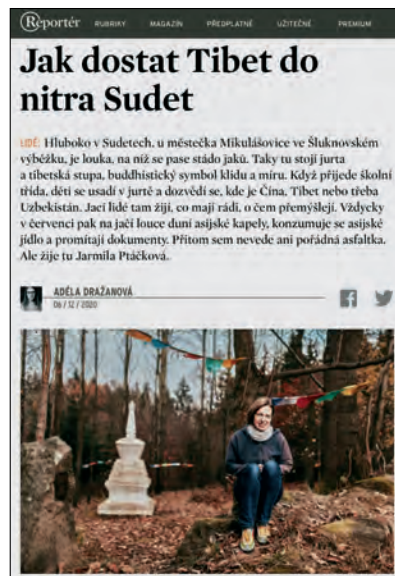 Reportér RUBRIKY MAGAZÍN PŘEDPLATNÉ UŽITEČNÉ PREMIUM
Jak dostat Tibet do
nitra Sudet
LIDÉ: Hluboko v Sudetech, u městečka Mikulášovice ve Šluknovském
výběžku, je louka, na níž se pase stádo jaků. Taky tu stojí jurta
a tibetská stupa, buddhistický symbol klidu a míru. Když přijede školní
třída, děti se usadí v jurtě a dozvědí se, kde je Čína, Tibet nebo třeba
Uzbekistán. Jací lidé tam žijí, co mají rádi, o čem přemýšlejí. Vždycky
v červenci pak na jačí louce duní asijské kapely, konzumuje se asijské
jídlo a promítají dokumenty. Přitom sem nevede ani pořádná asfaltka.
Ale žije tu Jarmila Ptáčková.
ADÉLA DRAŽANOVÁ
06 / 12 / 2020